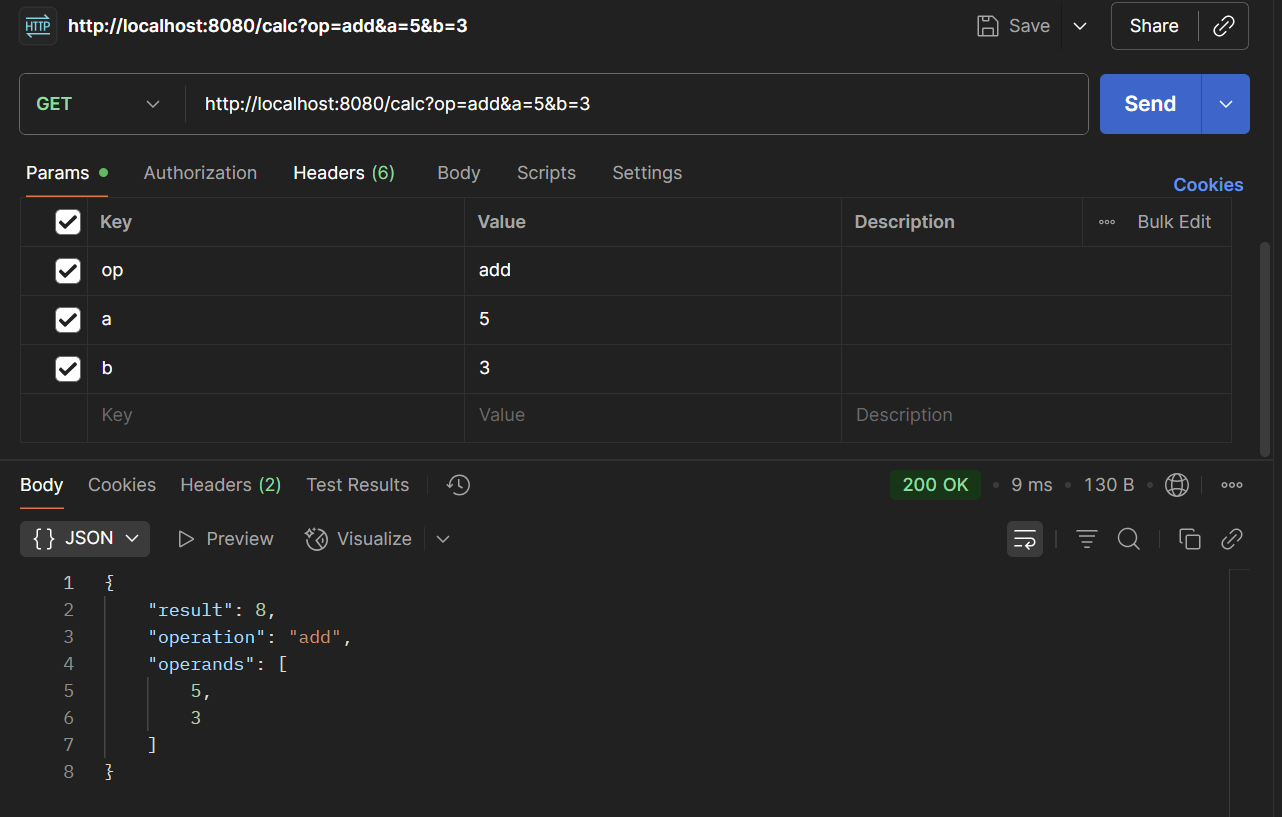 HTTP http://localhost:8080/calc?op=add&a=5&b=3 Save Share
GET http://localhost:8080/calc?op=add&a=5&b=3 Send
Params Authorization Headers (6) Body Scripts Settings Cookies
Key Value Description Bulk Edit
op add
a 5
b 3
Key Value Description
Body Cookies Headers (2) Test Results 200 OK 9 ms 130 B
{ } JSON Preview Visualize
1 {
2 "result": 8,
3 "operation": "add",
4 "operands": [
5 5,
6 3
7 ]
8 }